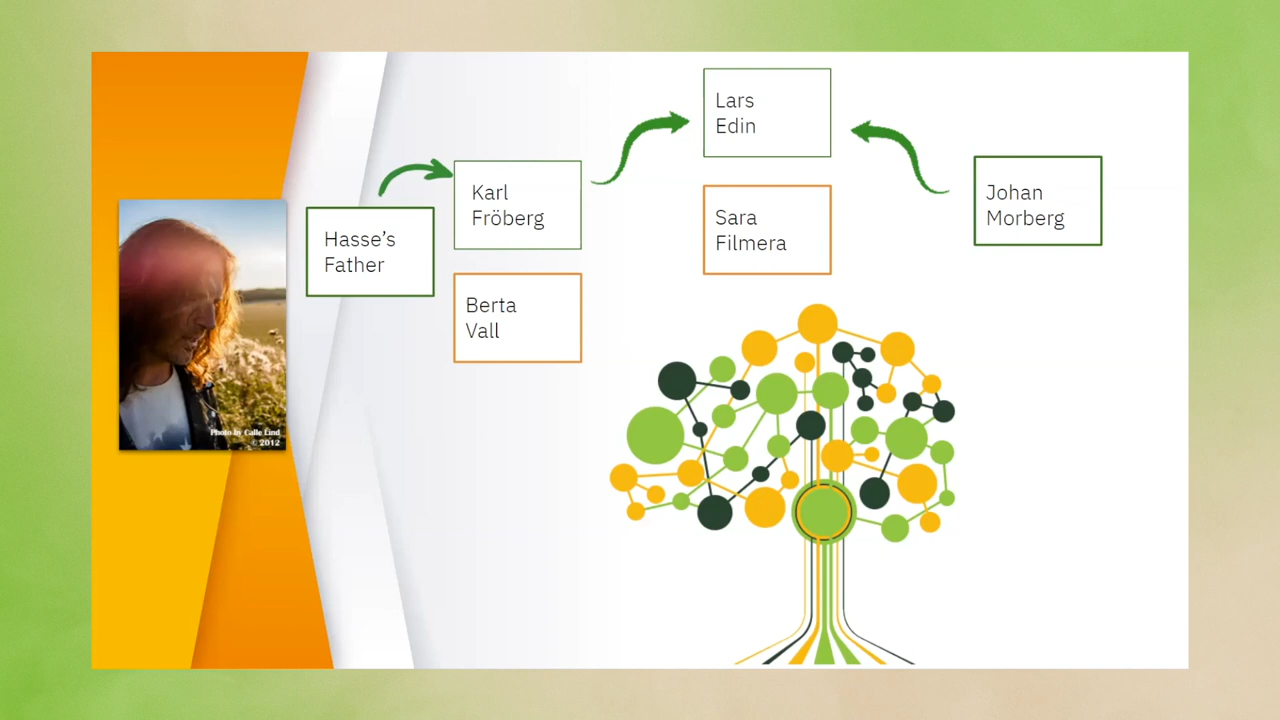 Lars
Edin
Karl
Fröberg
Johan
Morberg
Hasse's
Father
Sara
Filmera
Berta
Vall
Photo by Calle Lind
© 2012